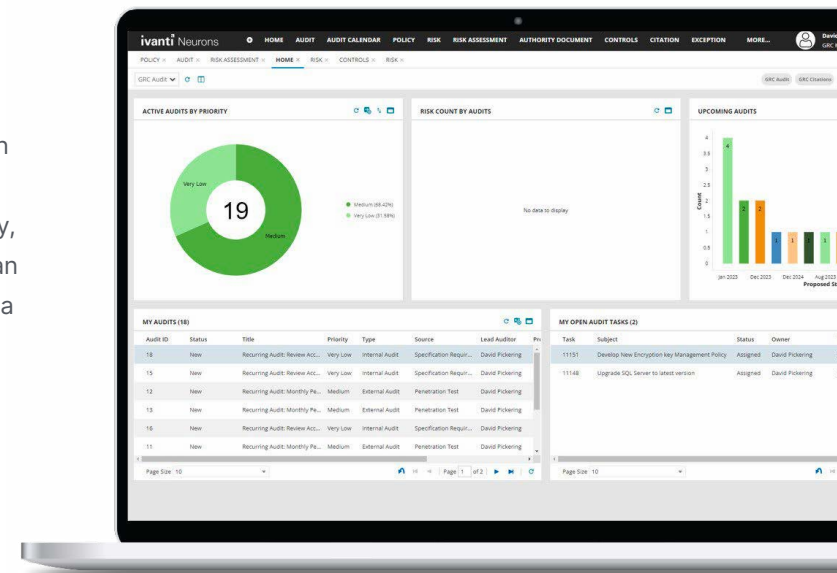 y,
an
a
ivanti Neurons HOME AUDIT AUDIT CALENDAR POLICY RISK RISK ASSESSMENT AUTHORITY DOCUMENT CONTROLS CITATION EXCEPTION MORE...
David
GRC
POLICY × AUDIT × RISK ASSESSMENT × HOME × RISK × CONTROLS × RISK ×
GRC Audit
GRC Audit GRC Citations
ACTIVE AUDITS BY PRIORITY
Very Low
19
Medium
Medium (68.42%)
Very Low (31.58%)
RISK COUNT BY AUDITS
No data to display
UPCOMING AUDITS
4
3.5
3
2.5
2
1.5
1
0.5
0
Count
4 2 2 1 1 1 1
Jan 2023 Dec 2023 Dec 2024 Aug 2023
Proposed St
MY AUDITS (18)
Audit ID Status Title Priority Type Source Lead Auditor
18 New Recurring Audit: Review Acc... Very Low Internal Audit Specification Requir... David Pickering
15 New Recurring Audit: Review Acc... Very Low Internal Audit Specification Requir... David Pickering
12 New Recurring Audit: Monthly Pe... Medium External Audit Penetration Test David Pickering
13 New Recurring Audit: Monthly Pe... Medium External Audit Penetration Test David Pickering
16 New Recurring Audit: Review Acc... Very Low Internal Audit Specification Requir... David Pickering
11 New Recurring Audit: Monthly Pe... Medium External Audit Penetration Test David Pickering
Page Size 10 Page 1 of 2
MY OPEN AUDIT TASKS (2)
Task Subject Status Owner
11151 Develop New Encryption key Management Policy Assigned David Pickering
11148 Upgrade SQL Server to latest version Assigned David Pickering
Page Size 10